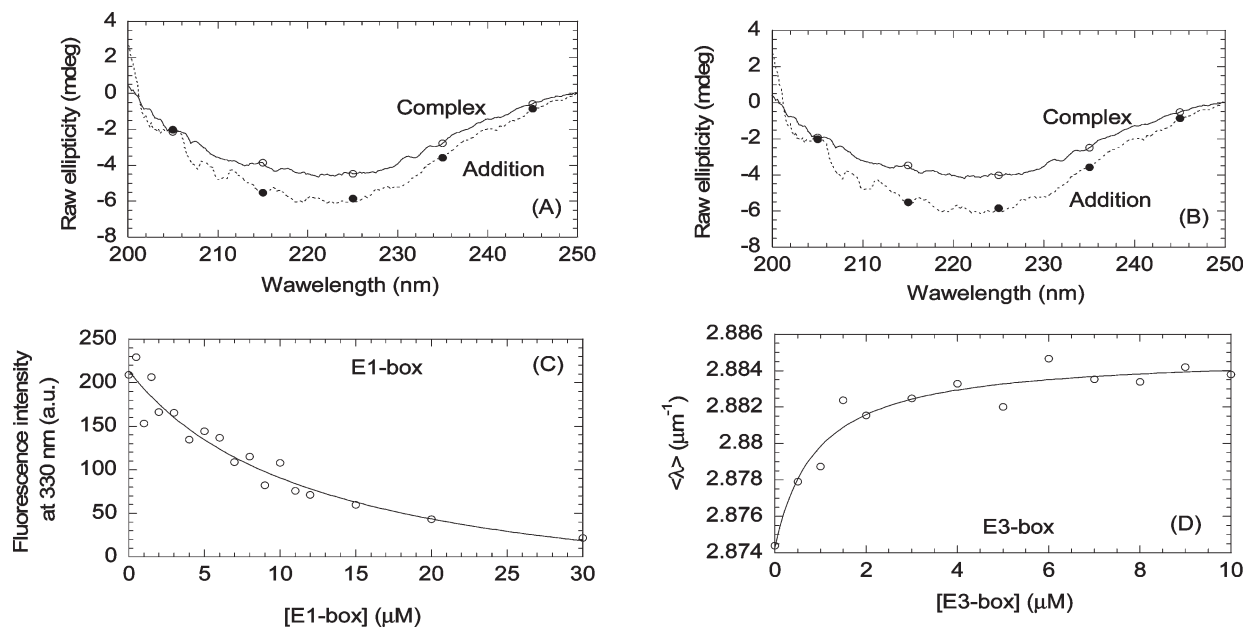 4
2
0
-2
-4
-6
-8
Raw ellipticity (mdeg)
Complex
Addition
(A)
200 210 220 230 240 250
Wawelength (nm)
4
2
0
-2
-4
-6
-8
Raw ellipticity (mdeg)
Complex
Addition
(B)
200 210 220 230 240 250
Wawelength (nm)
250
200
150
100
50
0
Fluorescence intensity
at 330 nm (a.u.)
E1-box
(C)
0 5 10 15 20 25 30
[E1-box] (μM)
2.886
2.884
2.882
2.88
2.878
2.876
2.874
<λ> (μm⁻¹)
E3-box
(D)
0 2 4 6 8 10
[E3-box] (μM)